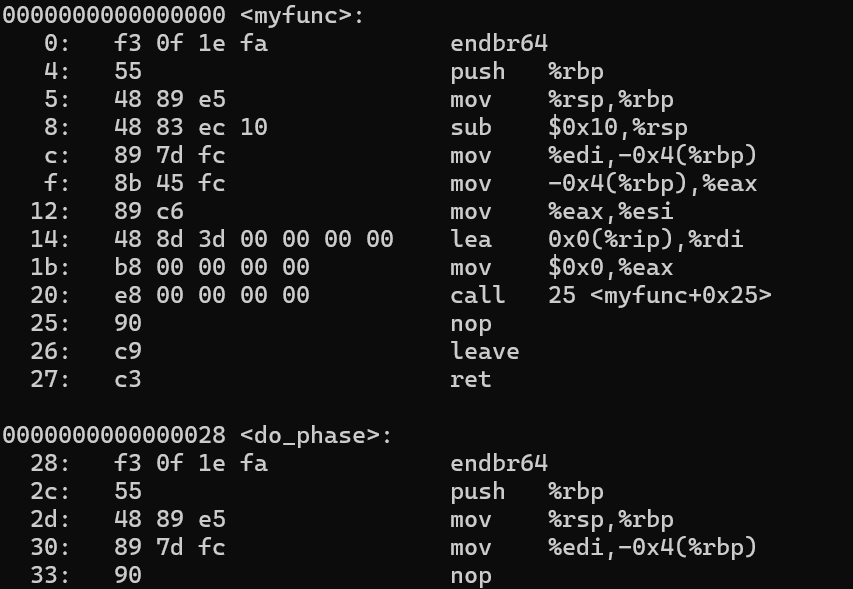 0000000000000000 <myfunc>:
   0:   f3 0f 1e fa             endbr64
   4:   55                      push   %rbp
   5:   48 89 e5                mov    %rsp,%rbp
   8:   48 83 ec 10             sub    $0x10,%rsp
   c:   89 7d fc                mov    %edi,-0x4(%rbp)
   f:   8b 45 fc                mov    -0x4(%rbp),%eax
  12:   89 c6                   mov    %eax,%esi
  14:   48 8d 3d 00 00 00 00    lea    0x0(%rip),%rdi
  1b:   b8 00 00 00 00          mov    $0x0,%eax
  20:   e8 00 00 00 00          call   25 <myfunc+0x25>
  25:   90                      nop
  26:   c9                      leave
  27:   c3                      ret

0000000000000028 <do_phase>:
  28:   f3 0f 1e fa             endbr64
  2c:   55                      push   %rbp
  2d:   48 89 e5                mov    %rsp,%rbp
  30:   89 7d fc                mov    %edi,-0x4(%rbp)
  33:   90                      nop